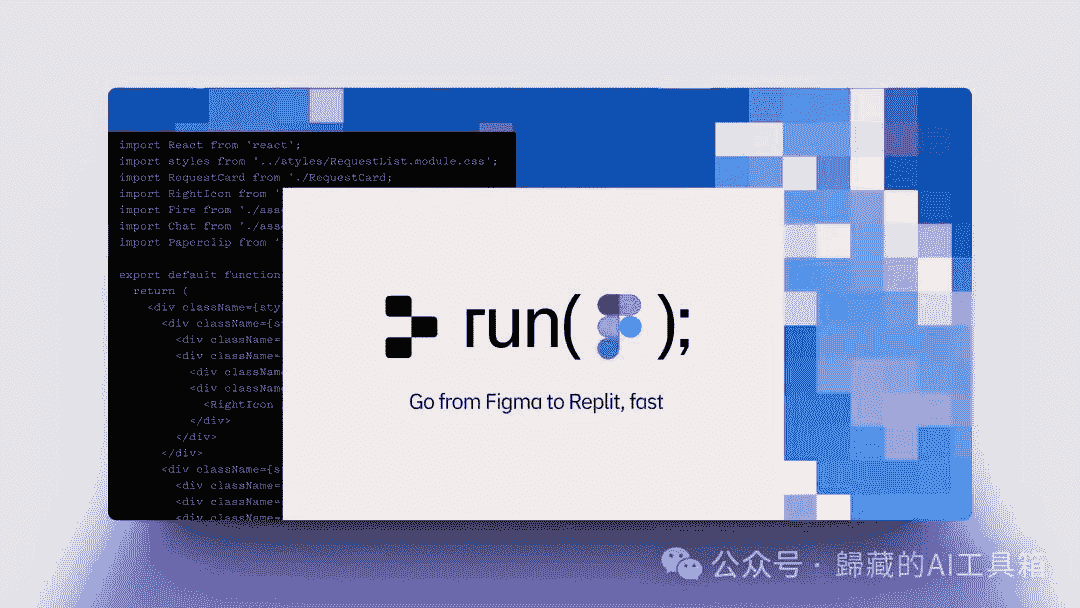 import React from 'react';
import styles from '../styles/RequestList.module.css';
import RequestCard from './RequestCard;
import RightIcon from '
import Fire from './ass
import Chat from './ass
import Paperclip from '.
export default function
return (
<div className={sty
<div className={s
<div className=
<div className=
<div classNam
<div classNam
<RightIcon
</div>
</div>
</div>
<div className={s
<div className=
<div className=
<div className=
run( );
Go from Figma to Replit, fast
公众号 · 歸藏的AI工具箱